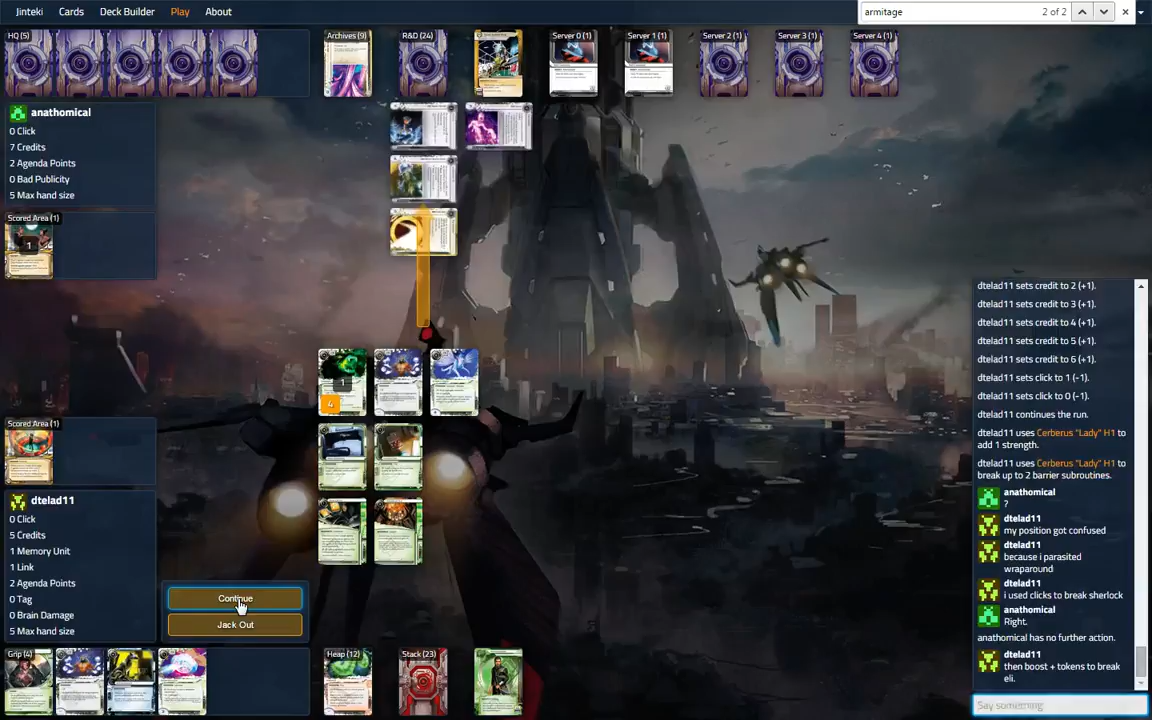 Jinteki Cards Deck Builder Play About
armitage 2 of 2
HQ (5) Archives (9) R&D (24) Server 0 (1) Server 1 (1) Server 2 (1) Server 3 (1) Server 4 (1)
anathomical
0 Click
7 Credits
2 Agenda Points
0 Bad Publicity
5 Max hand size
Scored Area (1)
1
1
4
Scored Area (1)
dtelad11
0 Click
5 Credits
1 Memory Unit
1 Link
2 Agenda Points
0 Tag
0 Brain Damage
5 Max hand size
Continue
Jack Out
Grip (4) Heap (12) Stack (23)
dtelad11 sets credit to 2 (+1).
dtelad11 sets credit to 3 (+1).
dtelad11 sets credit to 4 (+1).
dtelad11 sets credit to 5 (+1).
dtelad11 sets credit to 6 (+1).
dtelad11 sets click to 1 (-1).
dtelad11 sets click to 0 (-1).
dtelad11 continues the run.
dtelad11 uses Cerberus "Lady" H1 to
add 1 strength.
dtelad11 uses Cerberus "Lady" H1 to
break up to 2 barrier subroutines.
anathomical
?
dtelad11
my position got confused
dtelad11
because i parasited
wraparound
dtelad11
i used clicks to break sherlock
anathomical
Right.
anathomical has no further action.
dtelad11
then boost + tokens to break
eli.
Say something